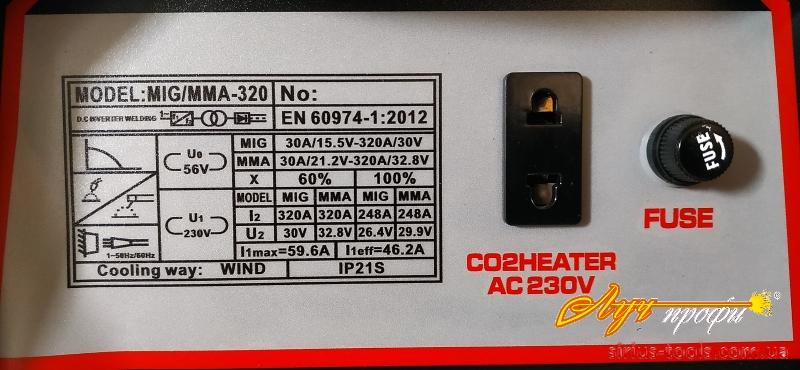 MODEL:MIG/MMA-320 No:
D.C INVERTER WELDING EN 60974-1:2012
U0 56V MIG 30A/15.5V-320A/30V
MMA 30A/21.2V-320A/32.8V
X 60% 100%
MODEL MIG MMA MIG MMA
U1 230V I2 320A 320A 248A 248A
U2 30V 32.8V 26.4V 29.9V
1~50Hz/60Hz I1max=59.6A I1eff=46.2A
Cooling way: WIND IP21S
CO2HEATER
AC 230V
FUSE
FUSE
Луч профи
sirius-tools.com.ua